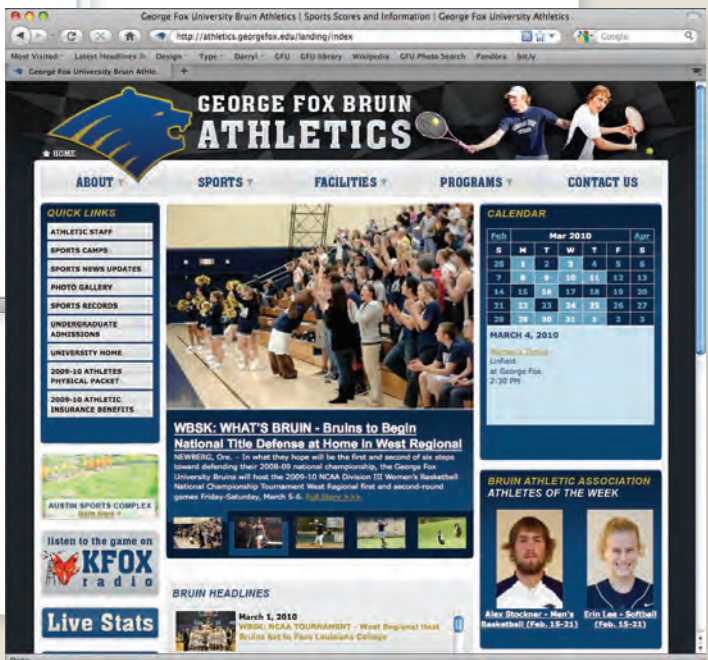 George Fox University Bruin Athletics | Sports Scores and Information | George Fox University Athletics
http://athletics.georgefox.edu/landing/index
Google
Most Visited Latest Headlines Design Type Darryl GFU GFU library Wikipedia GFU Photo Search Pandora bit.ly
George Fox University Bruin Athle...
GEORGE FOX BRUIN
ATHLETICS
HOME
ABOUT SPORTS FACILITIES PROGRAMS CONTACT US
QUICK LINKS
ATHLETIC STAFF
SPORTS CAMPS
SPORTS NEWS UPDATES
PHOTO GALLERY
SPORTS RECORDS
UNDERGRADUATE
ADMISSIONS
UNIVERSITY HOME
2009-10 ATHLETES
PHYSICAL PACKET
2009-10 ATHLETIC
INSURANCE BENEFITS
AUSTIN SPORTS COMPLEX
learn more +
listen to the game on
KFOX
radio
Live Stats
WBSK: WHAT'S BRUIN - Bruins to Begin
National Title Defense at Home in West Regional
NEWBERG, Ore. – In what they hope will be the first and second of six steps
toward defending their 2008-09 national championship, the George Fox
University Bruins will host the 2009-10 NCAA Division III Women's Basketball
National Championship Tournament West Regional first and second-round
games Friday-Saturday, March 5-6. Full Story >>>
BRUIN HEADLINES
March 1, 2010
WBSK: NCAA TOURNAMENT - West Regional Host
Bruins Set to Face Louisiana College
CALENDAR
Feb Mar 2010 Apr
S M T W T F S
28 1 2 3 4 5 6
7 8 9 10 11 12 13
14 15 16 17 18 19 20
21 22 23 24 25 26 27
28 29 30 31 1 2 3
MARCH 4, 2010
Women's Tennis
Linfield
at George Fox
2:30 PM
BRUIN ATHLETIC ASSOCIATION
ATHLETES OF THE WEEK
Alex Stockner - Men's
Basketball (Feb. 15-21)
Erin Lee - Softball
(Feb. 15-21)
Done